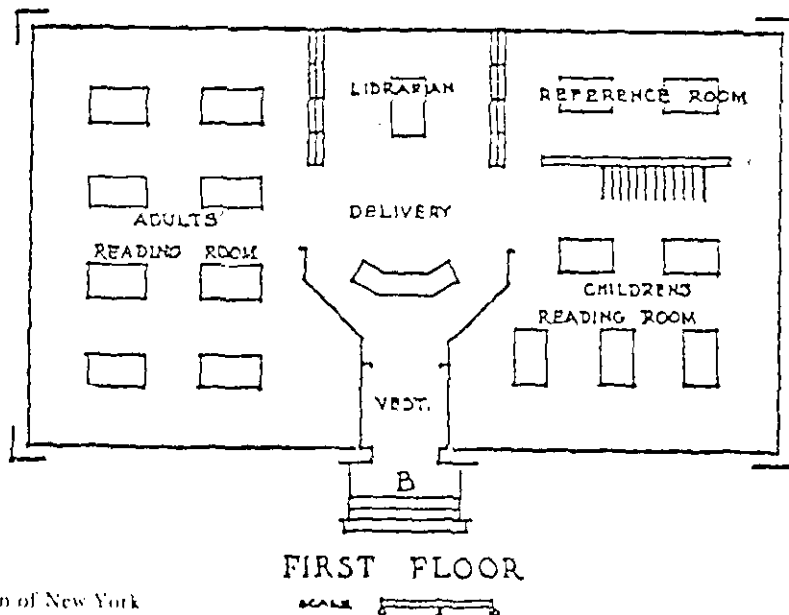 LIBRARIAN
REFERENCE ROOM
ADULTS'
READING ROOM
DELIVERY
CHILDRENS
READING ROOM
VEST.
B
FIRST FLOOR
n of New York
SCALE